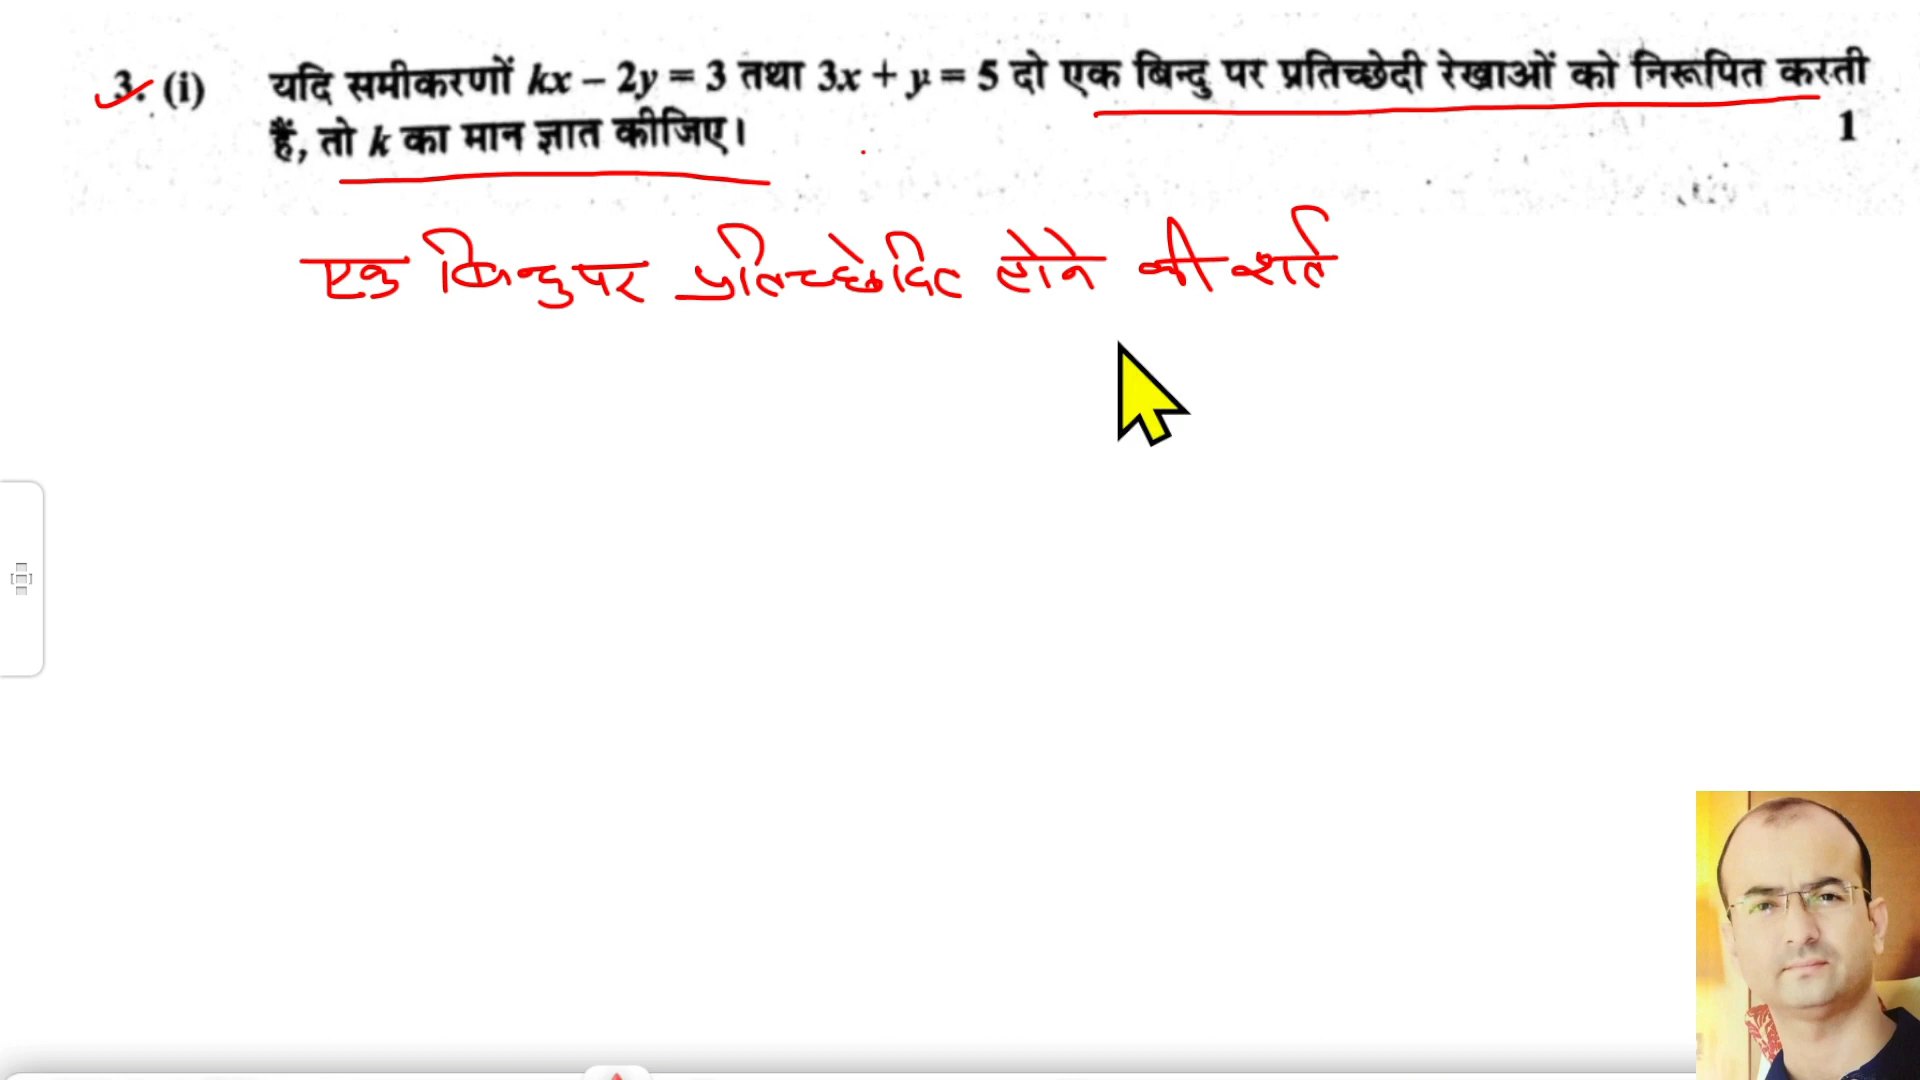 3. (i) यदि समीकरणों kx – 2y = 3 तथा 3x + y = 5 दो एक बिन्दु पर प्रतिच्छेदी रेखाओं को निरूपित करती
हैं, तो k का मान ज्ञात कीजिए। 1
एक बिन्दु पर प्रतिच्छेदित होने की शर्त